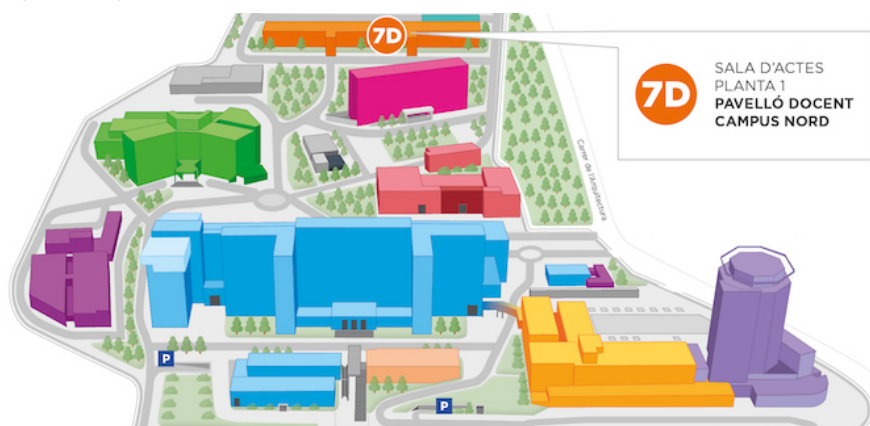 7D
7D
SALA D'ACTES
PLANTA 1
PAVELLÓ DOCENT
CAMPUS NORD
Carrer de l'Arquitectura
P
P